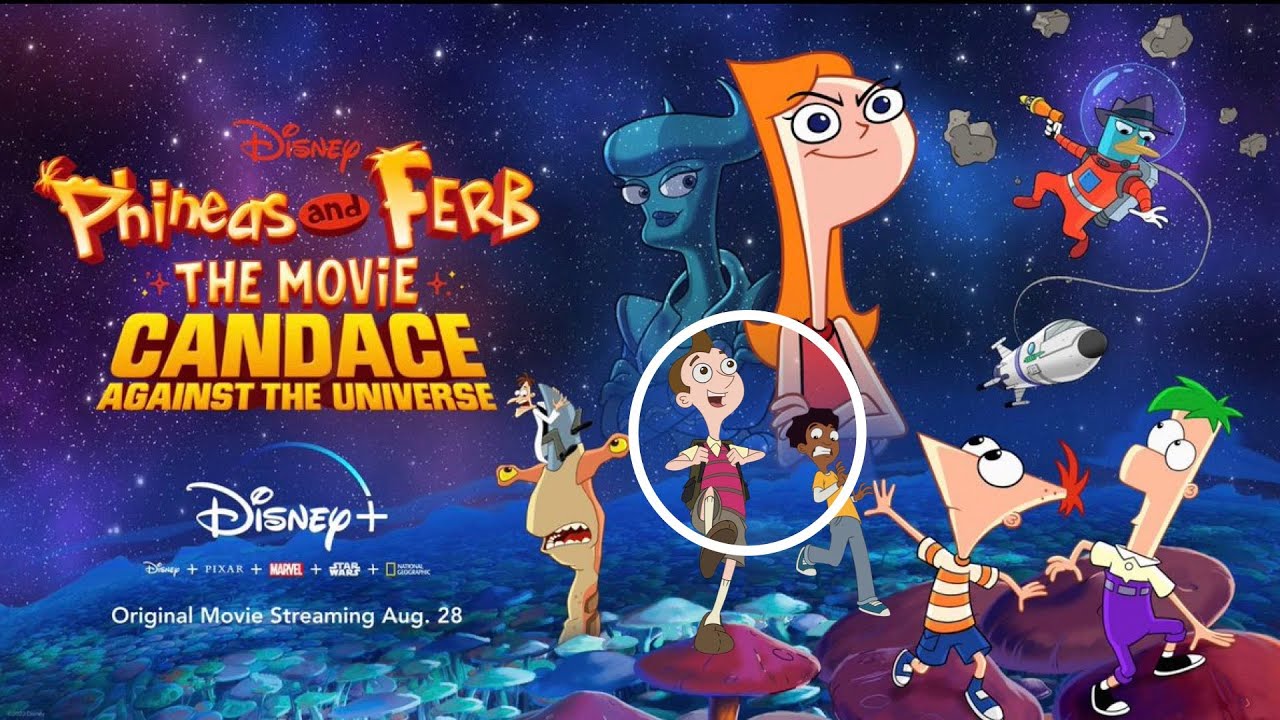 Disney
Phineas and Ferb
THE MOVIE
CANDACE
AGAINST THE UNIVERSE
Disney+
Disney + PIXAR + MARVEL + STAR WARS + NATIONAL GEOGRAPHIC
Original Movie Streaming Aug. 28